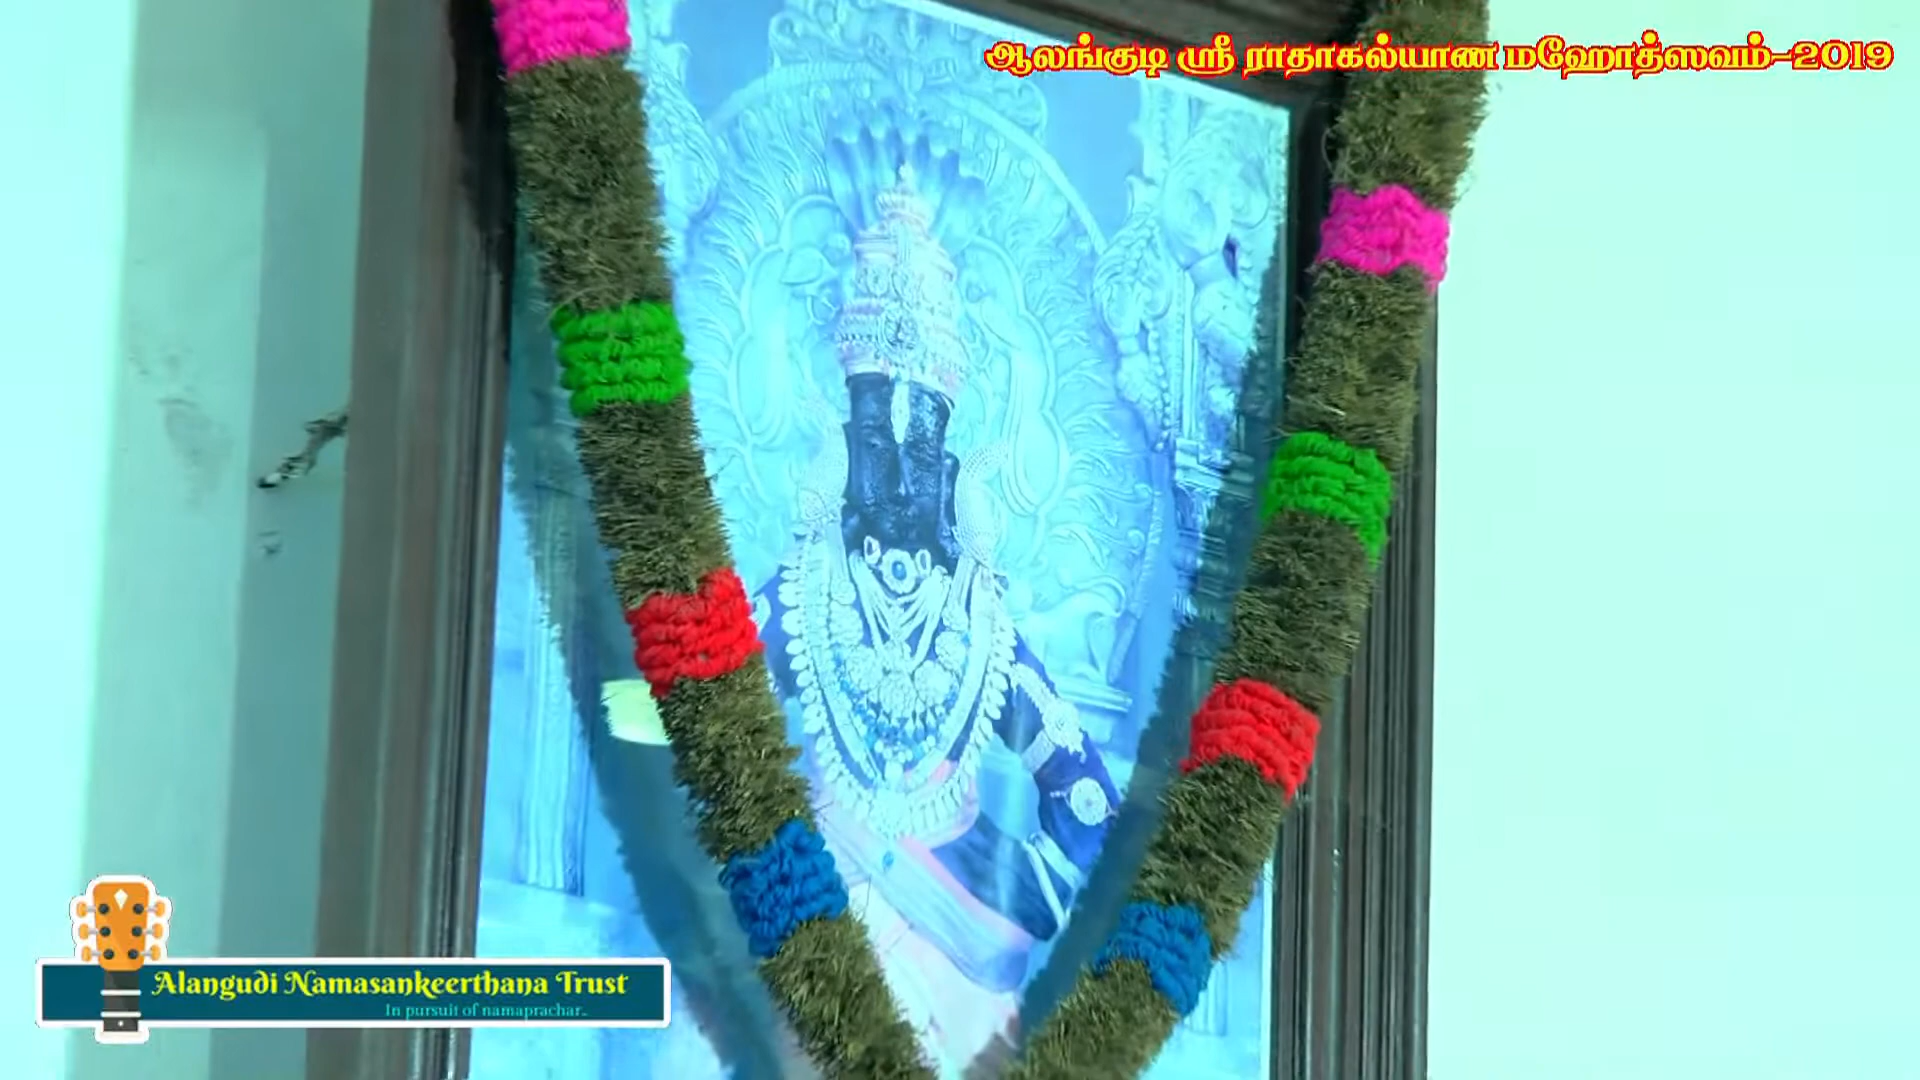 ஆலங்குடி ஸ்ரீ ராதாகல்யாண மஹோத்ஸவம்-2019
Alangudi Namasankeerthana Trust
In pursuit of namaprachar.